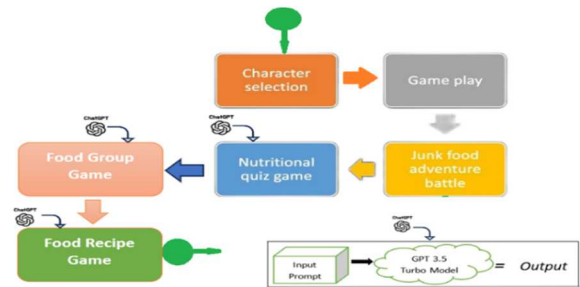 Character
selection
Game play
ChatGPT
ChatGPT
Food Group
Game
Nutritional
quiz game
Junk food
adventure
battle
ChatGPT
Food Recipe
Game
ChatGPT
Input
Prompt
GPT 3.5
Turbo Model
= Output